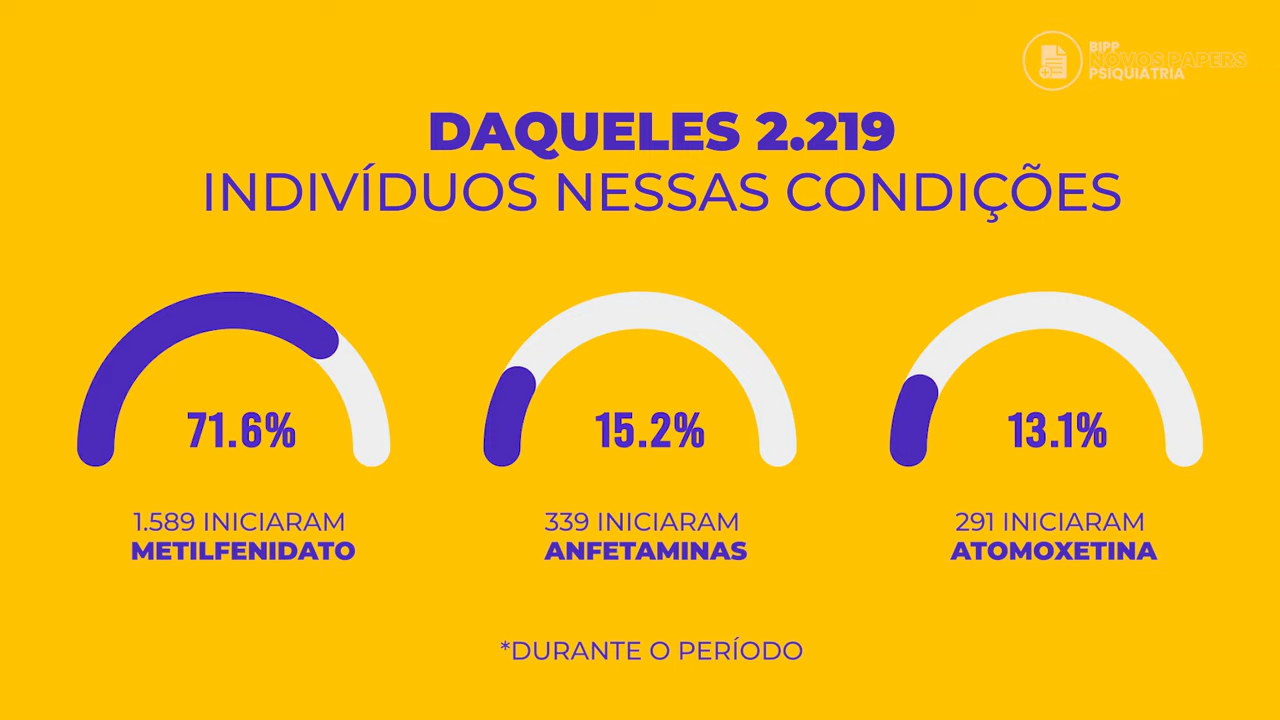 BIPP
NOVOS PAPERS
PSIQUIATRIA
DAQUELES 2.219
INDIVÍDUOS NESSAS CONDIÇÕES
71.6%
15.2%
13.1%
1.589 INICIARAM
METILFENIDATO
339 INICIARAM
ANFETAMINAS
291 INICIARAM
ATOMOXETINA
*DURANTE O PERÍODO